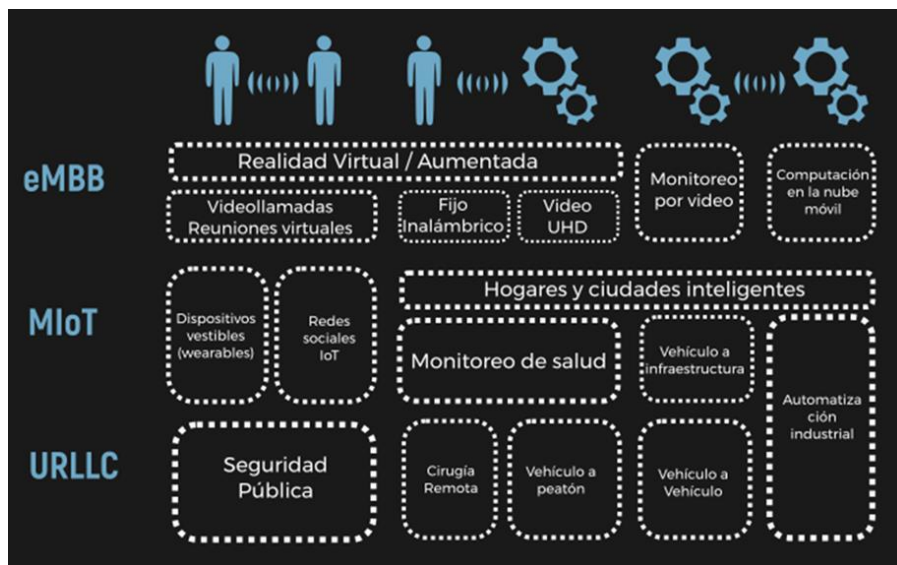 eMBB
Realidad Virtual / Aumentada
Videollamadas
Reuniones virtuales
Fijo
Inalámbrico
Video
UHD
Monitoreo
por video
Computación
en la nube
móvil
MIoT
Dispositivos
vestibles
(wearables)
Redes
sociales
IoT
Hogares y ciudades inteligentes
Monitoreo de salud
Vehículo a
infraestructura
Automatiza
ción
industrial
URLLC
Seguridad
Pública
Cirugía
Remota
Vehículo a
peatón
Vehículo a
Vehículo